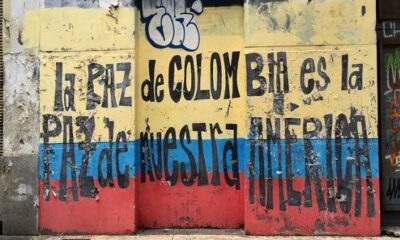 la PAZ de COLOMBIA es la
PAZ de nuestra AMÉRICA